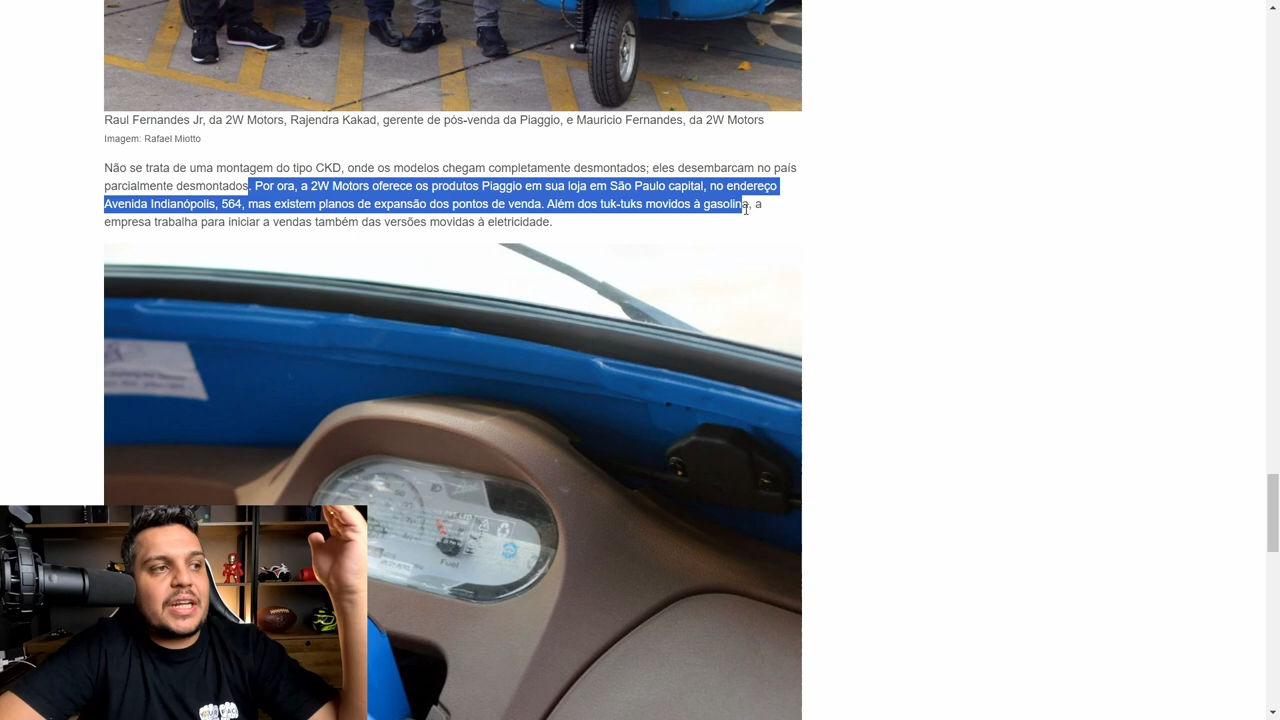 Raul Fernandes Jr, da 2W Motors, Rajendra Kakad, gerente de pós-venda da Piaggio, e Mauricio Fernandes, da 2W Motors
Imagem: Rafael Miotto
Não se trata de uma montagem do tipo CKD, onde os modelos chegam completamente desmontados; eles desembarcam no país
parcialmente desmontados. Por ora, a 2W Motors oferece os produtos Piaggio em sua loja em São Paulo capital, no endereço
Avenida Indianópolis, 564, mas existem planos de expansão dos pontos de venda. Além dos tuk-tuks movidos à gasolina, a
empresa trabalha para iniciar a vendas também das versões movidas à eletricidade.
Fuel